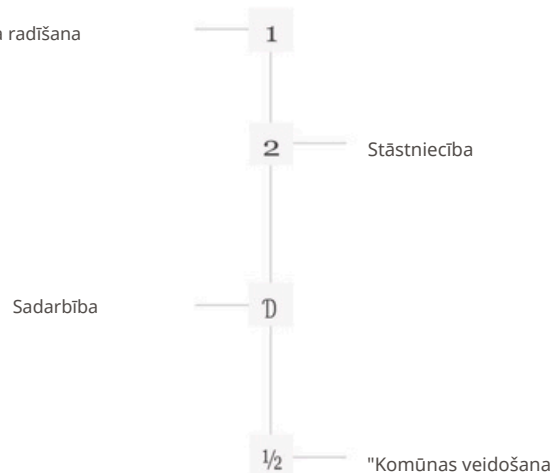 radīšana
1
2
Stāstniecība
Sadarbība
D
½
"Komūnas veidošana